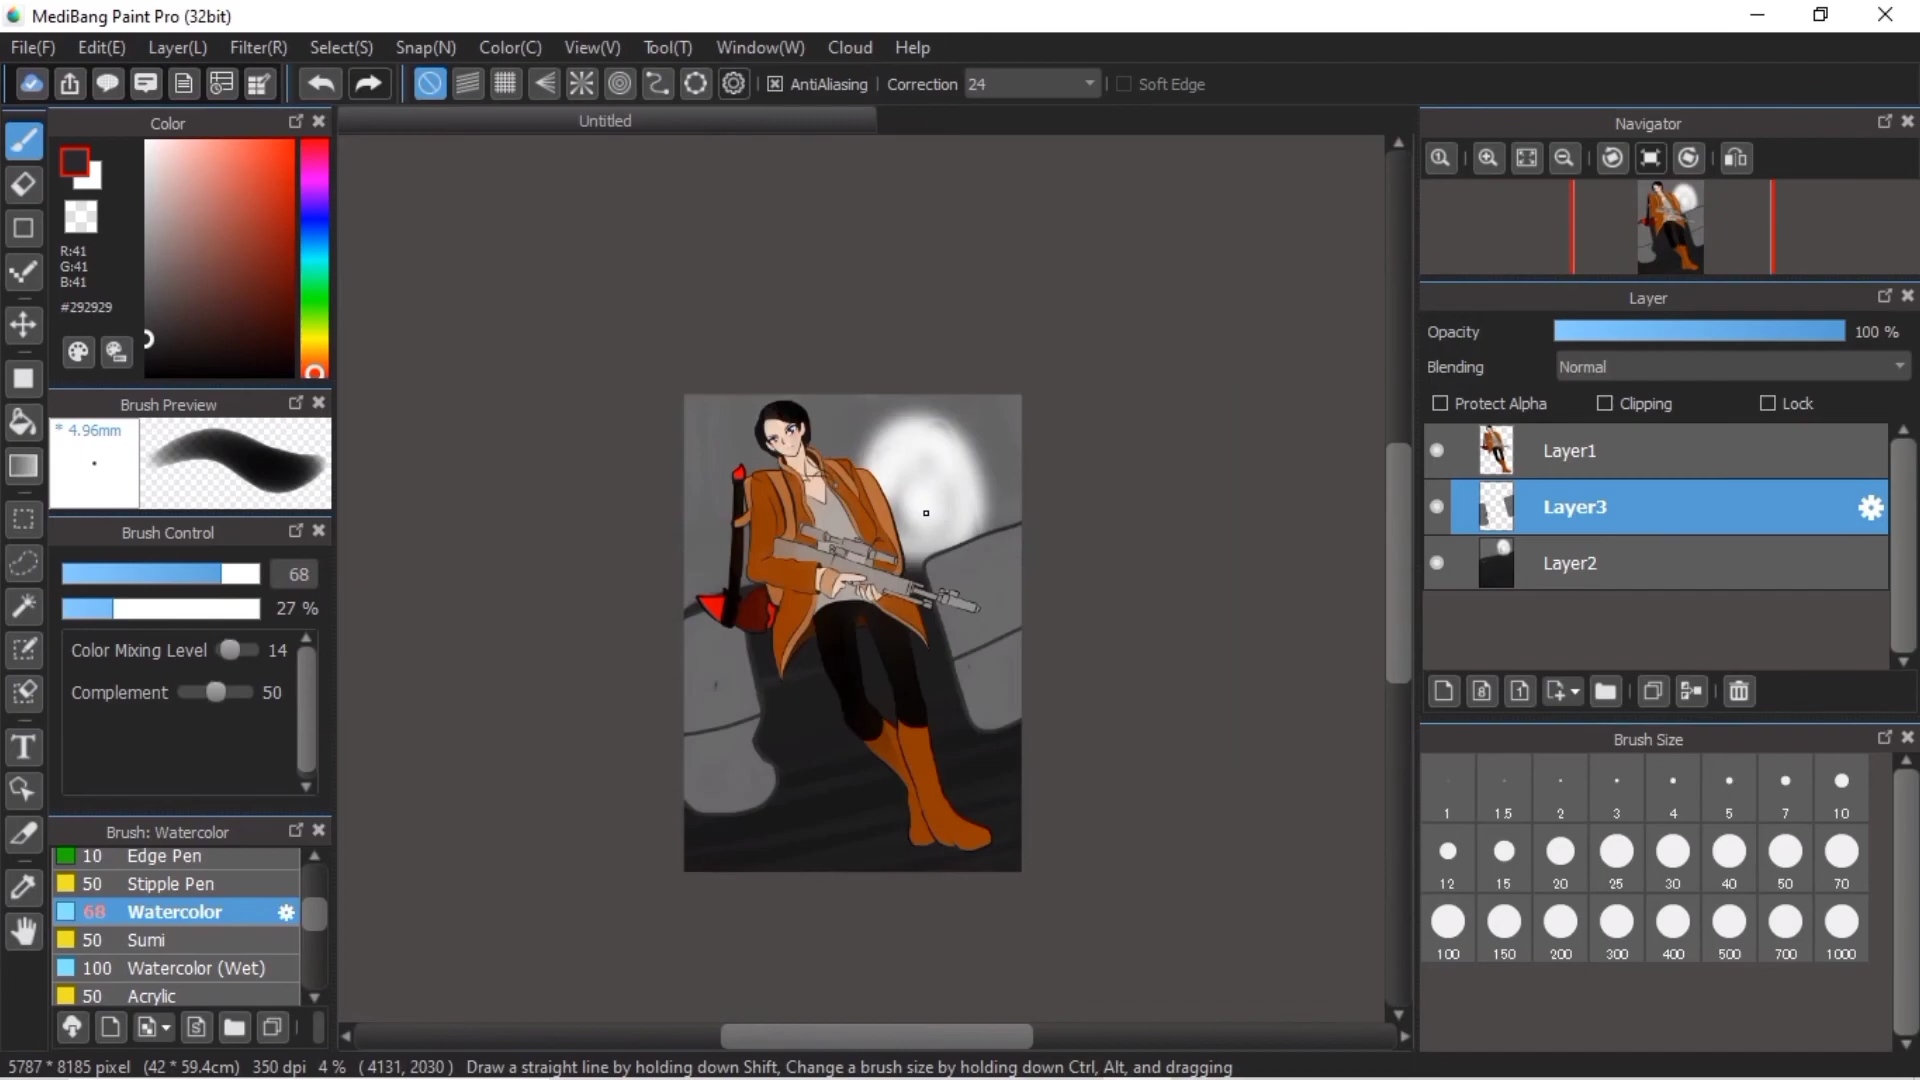 MediBang Paint Pro (32bit)
File(F) Edit(E) Layer(L) Filter(R) Select(S) Snap(N) Color(C) View(V) Tool(T) Window(W) Cloud Help
AntiAliasing Correction 24 Soft Edge
Color
Untitled
Navigator
R:41
G:41
B:41
#292929
Layer
Opacity 100 %
Blending Normal
Protect Alpha Clipping Lock
Brush Preview
* 4.96mm
Layer1
Layer3
Layer2
Brush Control
68
27 %
Color Mixing Level 14
Complement 50
Brush Size
1 1.5 2 3 4 5 7 10
12 15 20 25 30 40 50 70
100 150 200 300 400 500 700 1000
Brush: Watercolor
10 Edge Pen
50 Stipple Pen
68 Watercolor
50 Sumi
100 Watercolor (Wet)
50 Acrylic
5787 * 8185 pixel (42 * 59.4cm) 350 dpi 4 % ( 4131, 2030 ) Draw a straight line by holding down Shift, Change a brush size by holding down Ctrl, Alt, and dragging